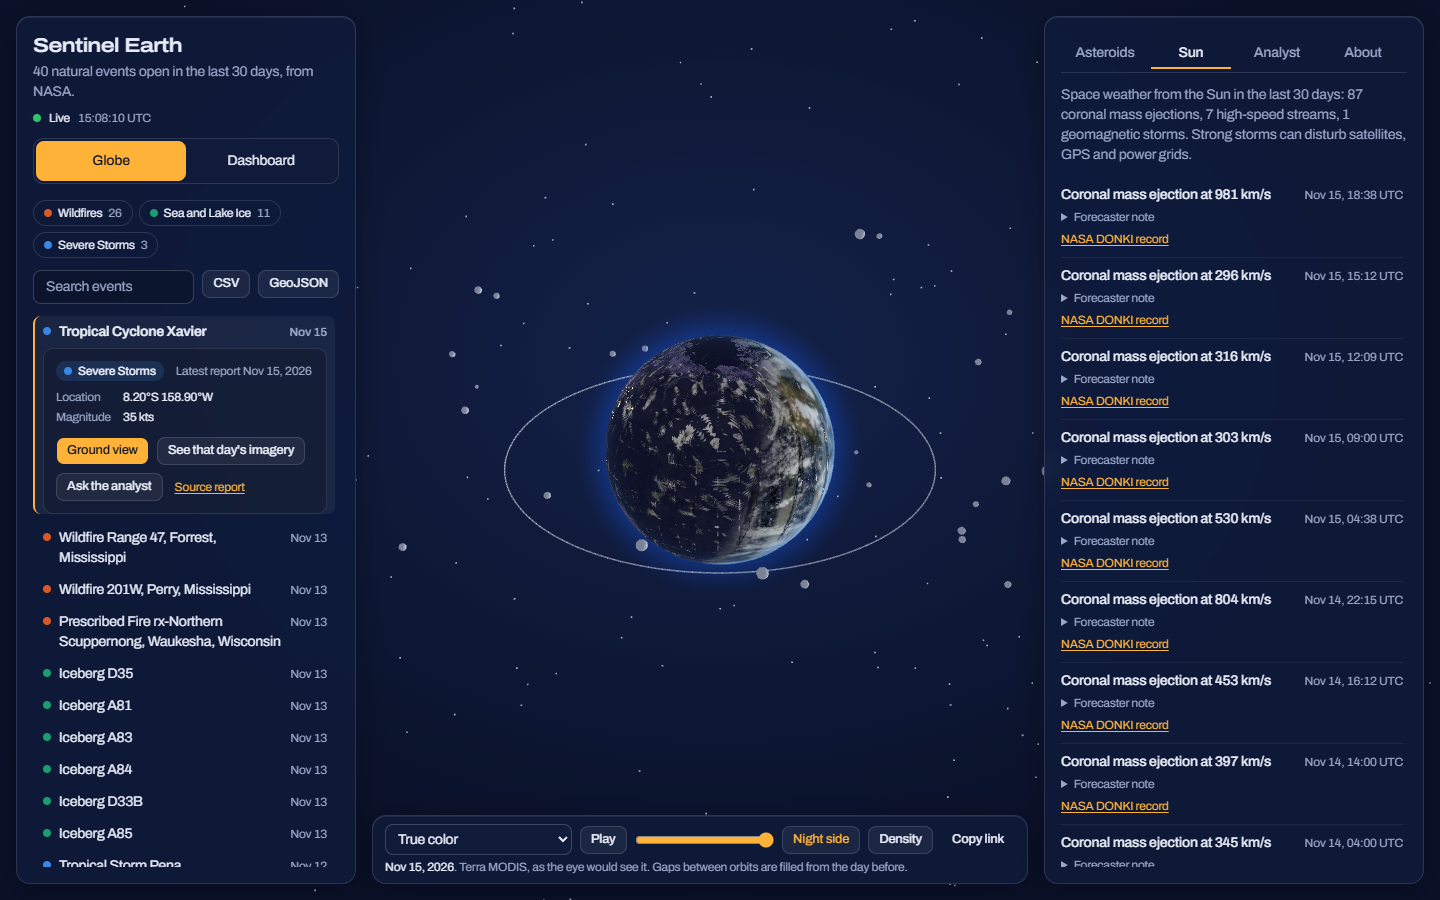 Sentinel Earth
40 natural events open in the last 30 days, from
NASA.
Live 15:08:10 UTC
Globe Dashboard
Wildfires 26 Sea and Lake Ice 11
Severe Storms 3
Search events CSV GeoJSON
Tropical Cyclone Xavier Nov 15
Severe Storms Latest report Nov 15, 2026
Location 8.20°S 158.90°W
Magnitude 35 kts
Ground view See that day's imagery
Ask the analyst Source report
Wildfire Range 47, Forrest, Nov 13
Mississippi
Wildfire 201W, Perry, Mississippi Nov 13
Prescribed Fire rx-Northern Nov 13
Scuppernong, Waukesha, Wisconsin
Iceberg D35 Nov 13
Iceberg A81 Nov 13
Iceberg A83 Nov 13
Iceberg A84 Nov 13
Iceberg D33B Nov 13
Iceberg A85 Nov 13
Tropical Storm Pena Nov 12
True color Play Night side Density Copy link
Nov 15, 2026. Terra MODIS, as the eye would see it. Gaps between orbits are filled from the day before.
Asteroids Sun Analyst About
Space weather from the Sun in the last 30 days: 87
coronal mass ejections, 7 high-speed streams, 1
geomagnetic storms. Strong storms can disturb satellites,
GPS and power grids.
Coronal mass ejection at 981 km/s Nov 15, 18:38 UTC
Forecaster note
NASA DONKI record
Coronal mass ejection at 296 km/s Nov 15, 15:12 UTC
Forecaster note
NASA DONKI record
Coronal mass ejection at 316 km/s Nov 15, 12:09 UTC
Forecaster note
NASA DONKI record
Coronal mass ejection at 303 km/s Nov 15, 09:00 UTC
Forecaster note
NASA DONKI record
Coronal mass ejection at 530 km/s Nov 15, 04:38 UTC
Forecaster note
NASA DONKI record
Coronal mass ejection at 804 km/s Nov 14, 22:15 UTC
Forecaster note
NASA DONKI record
Coronal mass ejection at 453 km/s Nov 14, 16:12 UTC
Forecaster note
NASA DONKI record
Coronal mass ejection at 397 km/s Nov 14, 14:00 UTC
Forecaster note
NASA DONKI record
Coronal mass ejection at 345 km/s Nov 14, 04:00 UTC
Forecaster note